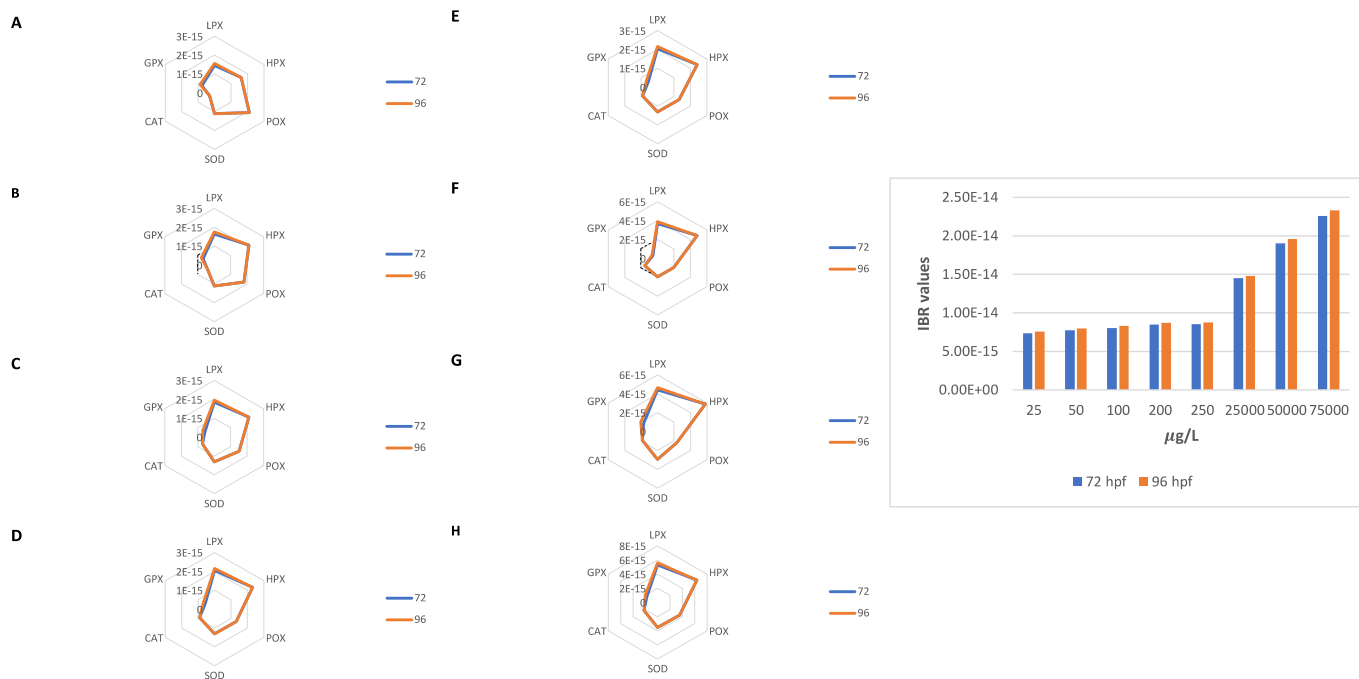 A
LPX
3E-15
2E-15
1E-15
0
GPX
HPX
CAT
POX
SOD
72
96
B
LPX
3E-15
2E-15
1E-15
0
GPX
HPX
CAT
POX
SOD
72
96
C
LPX
3E-15
2E-15
1E-15
0
GPX
HPX
CAT
POX
SOD
72
96
D
LPX
3E-15
2E-15
1E-15
0
GPX
HPX
CAT
POX
SOD
72
96
E
LPX
3E-15
2E-15
1E-15
0
GPX
HPX
CAT
POX
SOD
72
96
F
LPX
6E-15
4E-15
2E-15
0
GPX
HPX
CAT
POX
SOD
72
96
G
LPX
6E-15
4E-15
2E-15
0
GPX
HPX
CAT
POX
SOD
72
96
H
LPX
8E-15
6E-15
4E-15
2E-15
0
GPX
HPX
CAT
POX
SOD
72
96
IBR values
2.50E-14
2.00E-14
1.50E-14
1.00E-14
5.00E-15
0.00E+00
25 50 100 200 250 25000 50000 75000
μg/L
72 hpf 96 hpf